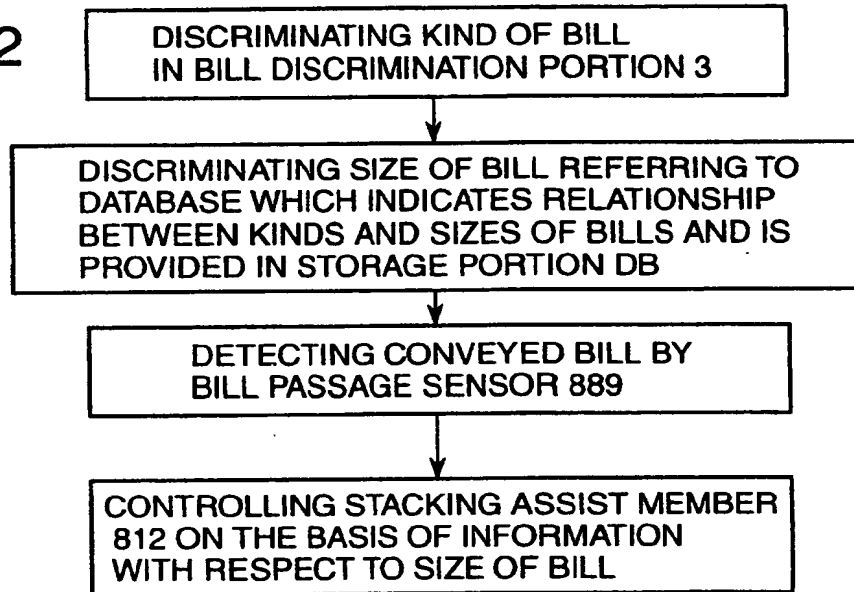 2
DISCRIMINATING KIND OF BILL
IN BILL DISCRIMINATION PORTION 3
DISCRIMINATING SIZE OF BILL REFERRING TO
DATABASE WHICH INDICATES RELATIONSHIP
BETWEEN KINDS AND SIZES OF BILLS AND IS
PROVIDED IN STORAGE PORTION DB
DETECTING CONVEYED BILL BY
BILL PASSAGE SENSOR 889
CONTROLLING STACKING ASSIST MEMBER
812 ON THE BASIS OF INFORMATION
WITH RESPECT TO SIZE OF BILL